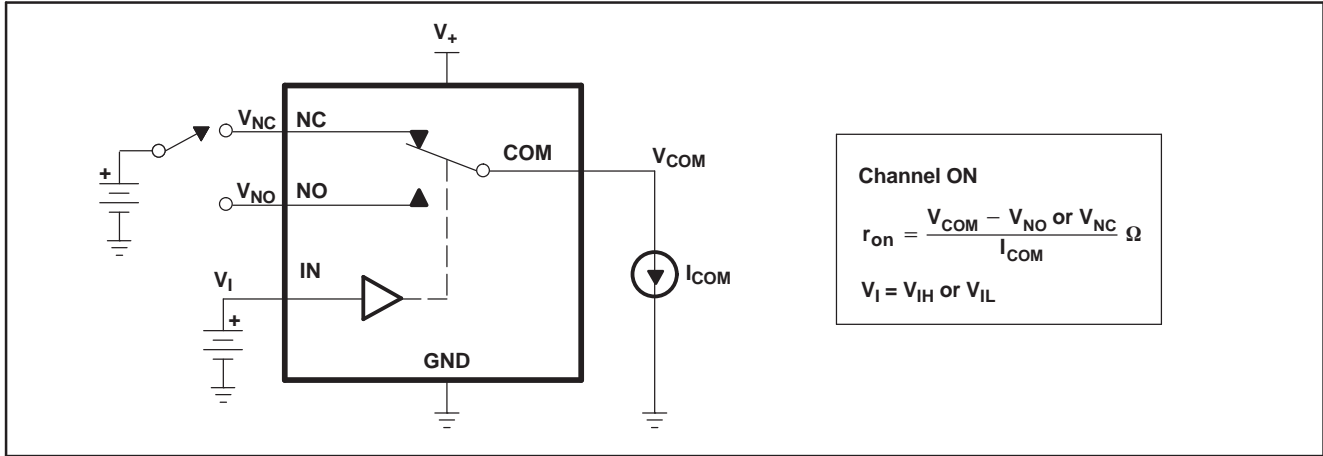 V+
VNC NC
COM
VCOM
+
VNO NO
IN
VI
ICOM
+
GND
Channel ON
ron = VCOM − VNO or VNC Ω
ICOM
VI = VIH or VIL